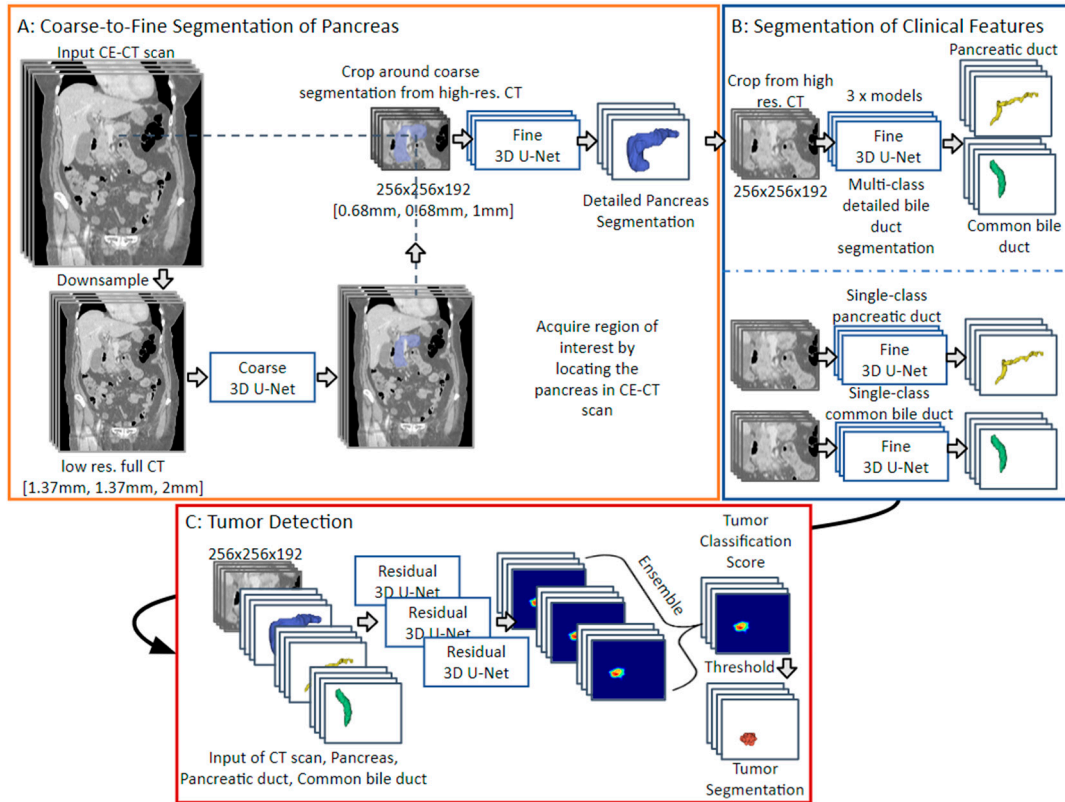 A: Coarse-to-Fine Segmentation of Pancreas
Input CE-CT scan
Crop around coarse
segmentation from high-res. CT
Fine
3D U-Net
256x256x192
[0.68mm, 0.68mm, 1mm]
Detailed Pancreas
Segmentation
Downsample
Coarse
3D U-Net
Acquire region of
interest by
locating the
pancreas in CE-CT
scan
low res. full CT
[1.37mm, 1.37mm, 2mm]
B: Segmentation of Clinical Features
Pancreatic duct
Crop from high
res. CT
3 x models
Fine
3D U-Net
256x256x192
Multi-class
detailed bile
duct
segmentation
Common bile
duct
Single-class
pancreatic duct
Fine
3D U-Net
Single-class
common bile duct
Fine
3D U-Net
C: Tumor Detection
256x256x192
Residual
3D U-Net
Residual
3D U-Net
Residual
3D U-Net
Ensemble
Tumor
Classification
Score
Threshold
Input of CT scan, Pancreas,
Pancreatic duct, Common bile duct
Tumor
Segmentation